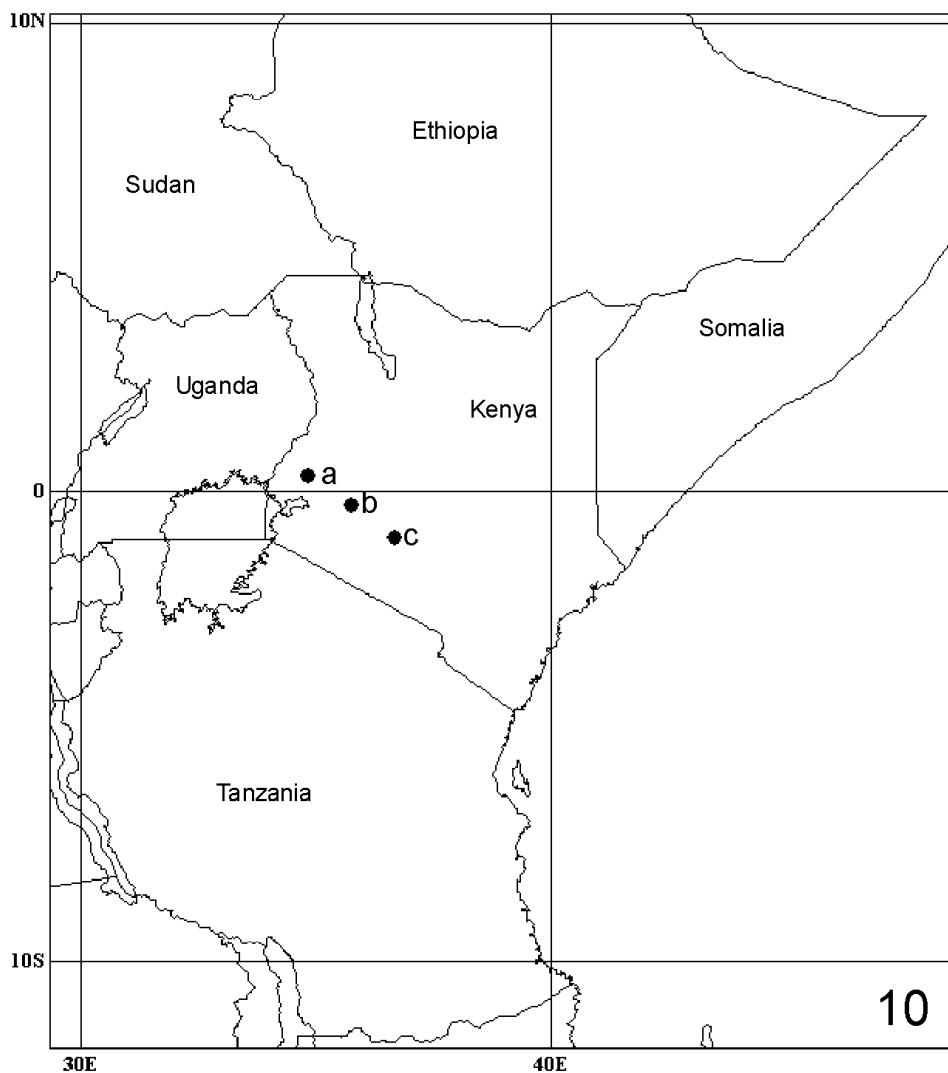 10N
Ethiopia
Sudan
Somalia
Uganda
Kenya
a
0
b
c
Tanzania
10S
10
30E
40E